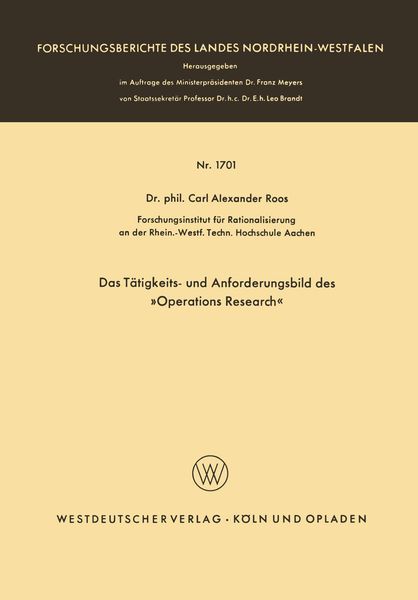 FORSCHUNGSBERICHTE DES LANDES NORDRHEIN-WESTFALEN
Herausgegeben
im Auftrage des Ministerpräsidenten Dr. Franz Meyers
von Staatssekretär Professor Dr. h. c. Dr. E. h. Leo Brandt
Nr. 1701
Dr. phil. Carl Alexander Roos
Forschungsinstitut für Rationalisierung
an der Rhein.-Westf. Techn. Hochschule Aachen
Das Tätigkeits- und Anforderungsbild des
»Operations Research«
W
WESTDEUTSCHER VERLAG · KÖLN UND OPLADEN